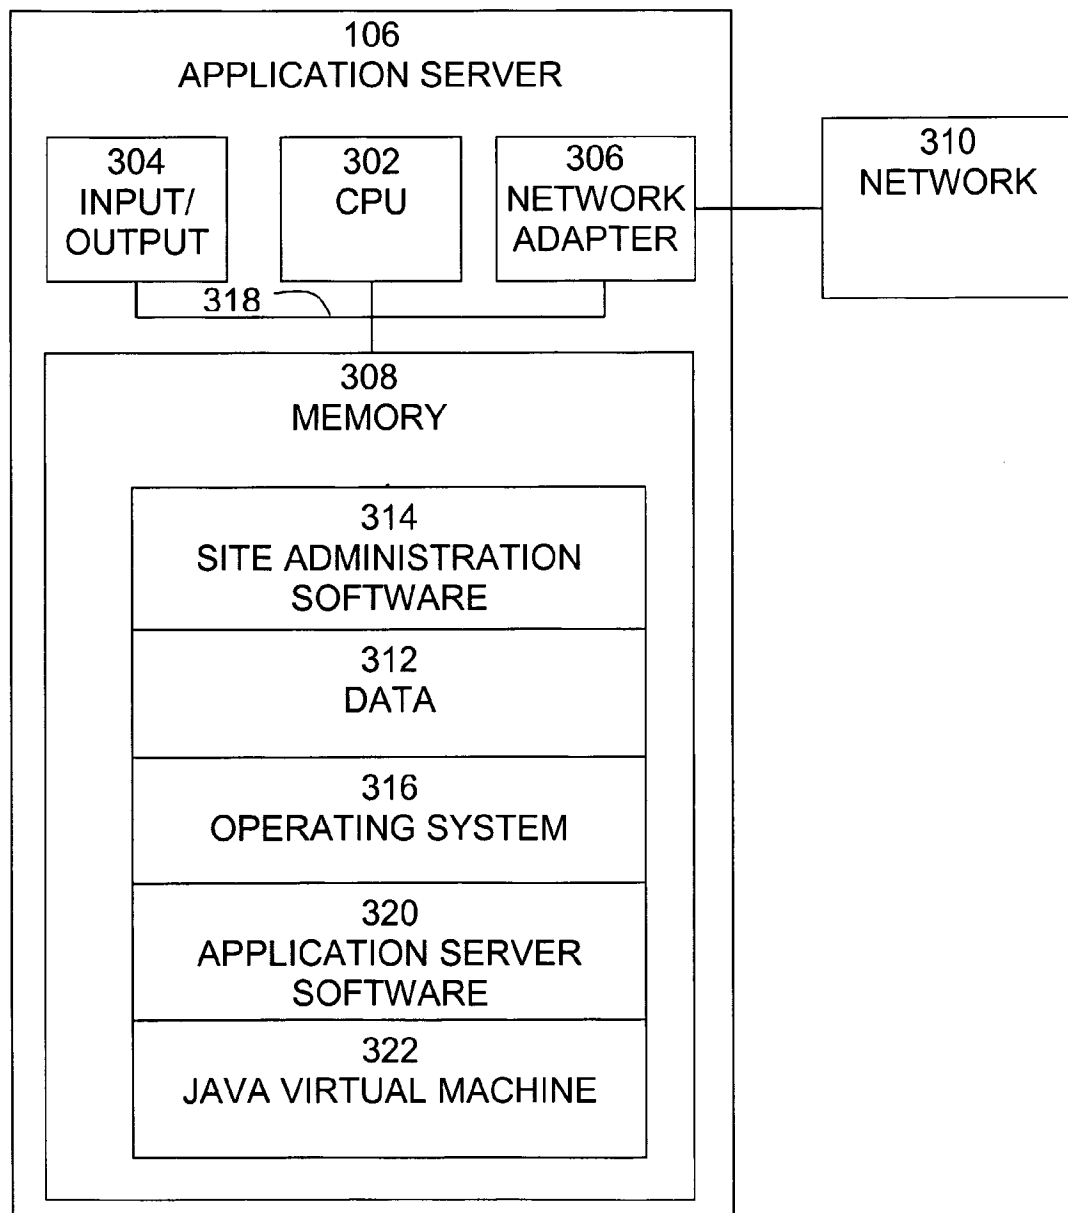 106
APPLICATION SERVER
304
INPUT/
OUTPUT
302
CPU
306
NETWORK
ADAPTER
310
NETWORK
318
308
MEMORY
314
SITE ADMINISTRATION
SOFTWARE
312
DATA
316
OPERATING SYSTEM
320
APPLICATION SERVER
SOFTWARE
322
JAVA VIRTUAL MACHINE